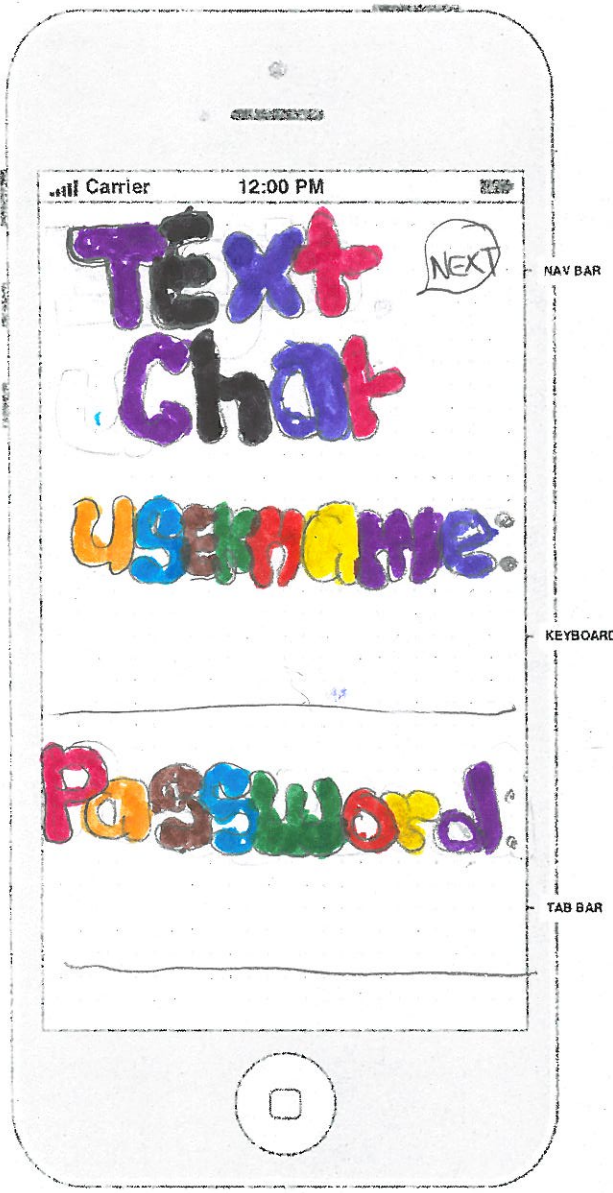 Carrier 12:00 PM
TExt
NEXT
NAV BAR
Chat
usERname:
KEYBOARD
PassWord:
TAB BAR